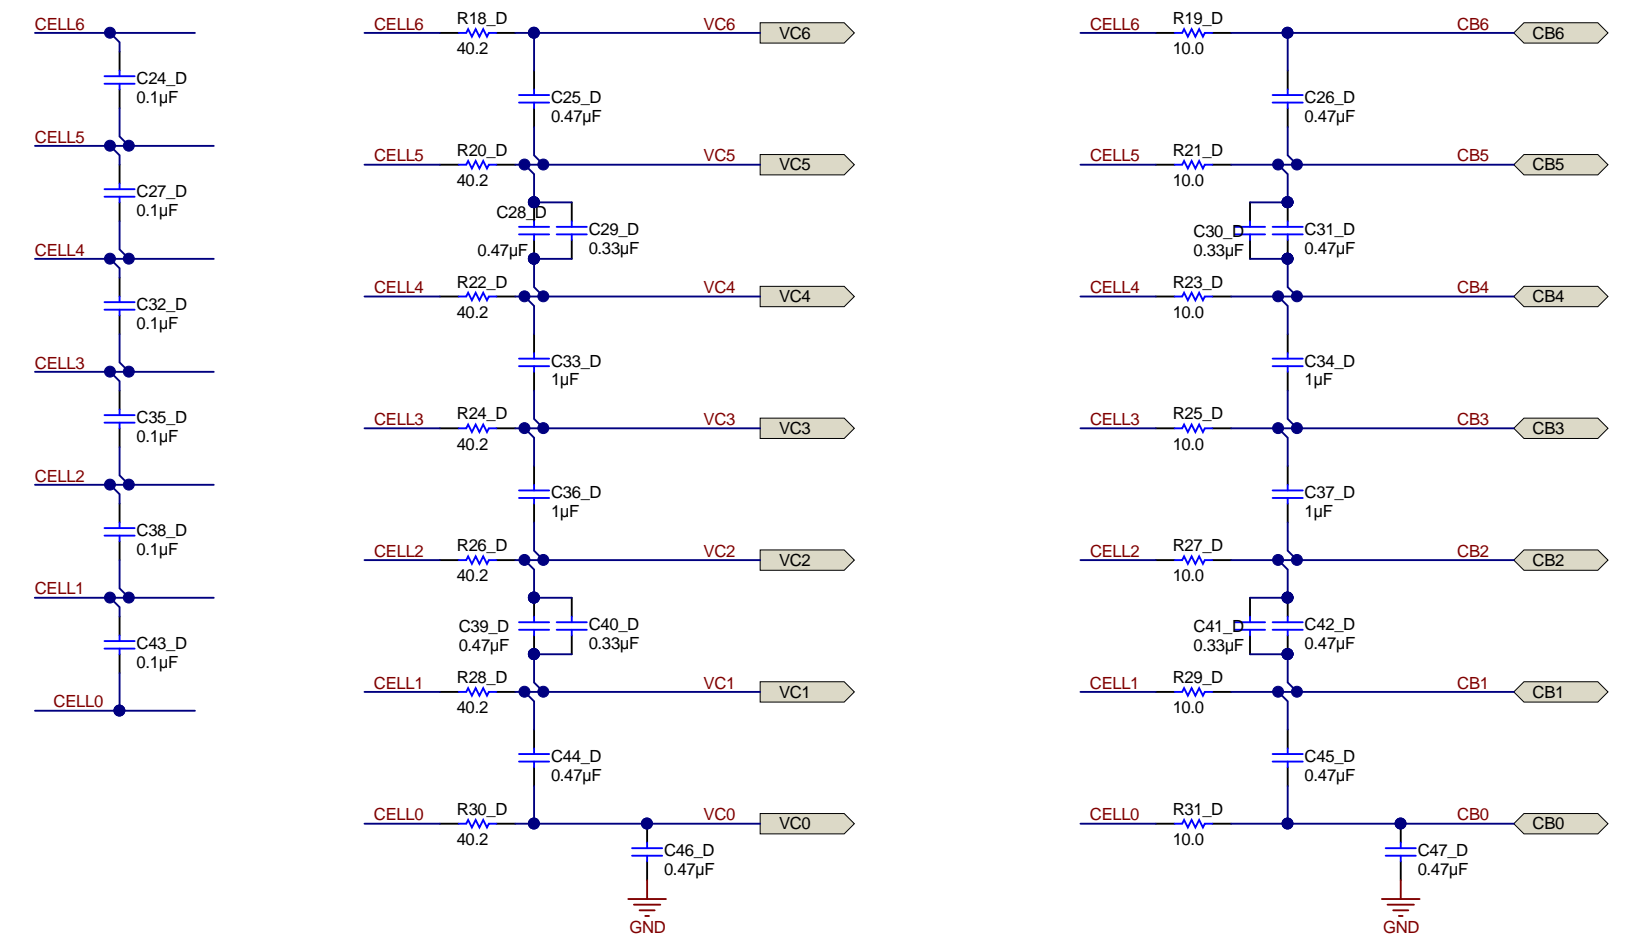 CELL6
C24_D
0.1µF
CELL5
C27_D
0.1µF
CELL4
C32_D
0.1µF
CELL3
C35_D
0.1µF
CELL2
C38_D
0.1µF
CELL1
C43_D
0.1µF
CELL0
CELL6 R18_D VC6 VC6
40.2
C25_D
0.47µF
CELL5 R20_D VC5 VC5
40.2
C28_D
C29_D
0.47µF 0.33µF
CELL4 R22_D VC4 VC4
40.2
C33_D
1µF
CELL3 R24_D VC3 VC3
40.2
C36_D
1µF
CELL2 R26_D VC2 VC2
40.2
C39_D C40_D
0.47µF 0.33µF
CELL1 R28_D VC1 VC1
40.2
C44_D
0.47µF
CELL0 R30_D VC0 VC0
40.2
C46_D
0.47µF
GND
CELL6 R19_D CB6 CB6
10.0
C26_D
0.47µF
CELL5 R21_D CB5 CB5
10.0
C30_D C31_D
0.33µF 0.47µF
CELL4 R23_D CB4 CB4
10.0
C34_D
1µF
CELL3 R25_D CB3 CB3
10.0
C37_D
1µF
CELL2 R27_D CB2 CB2
10.0
C41_D C42_D
0.33µF 0.47µF
CELL1 R29_D CB1 CB1
10.0
C45_D
0.47µF
CELL0 R31_D CB0 CB0
10.0
C47_D
0.47µF
GND